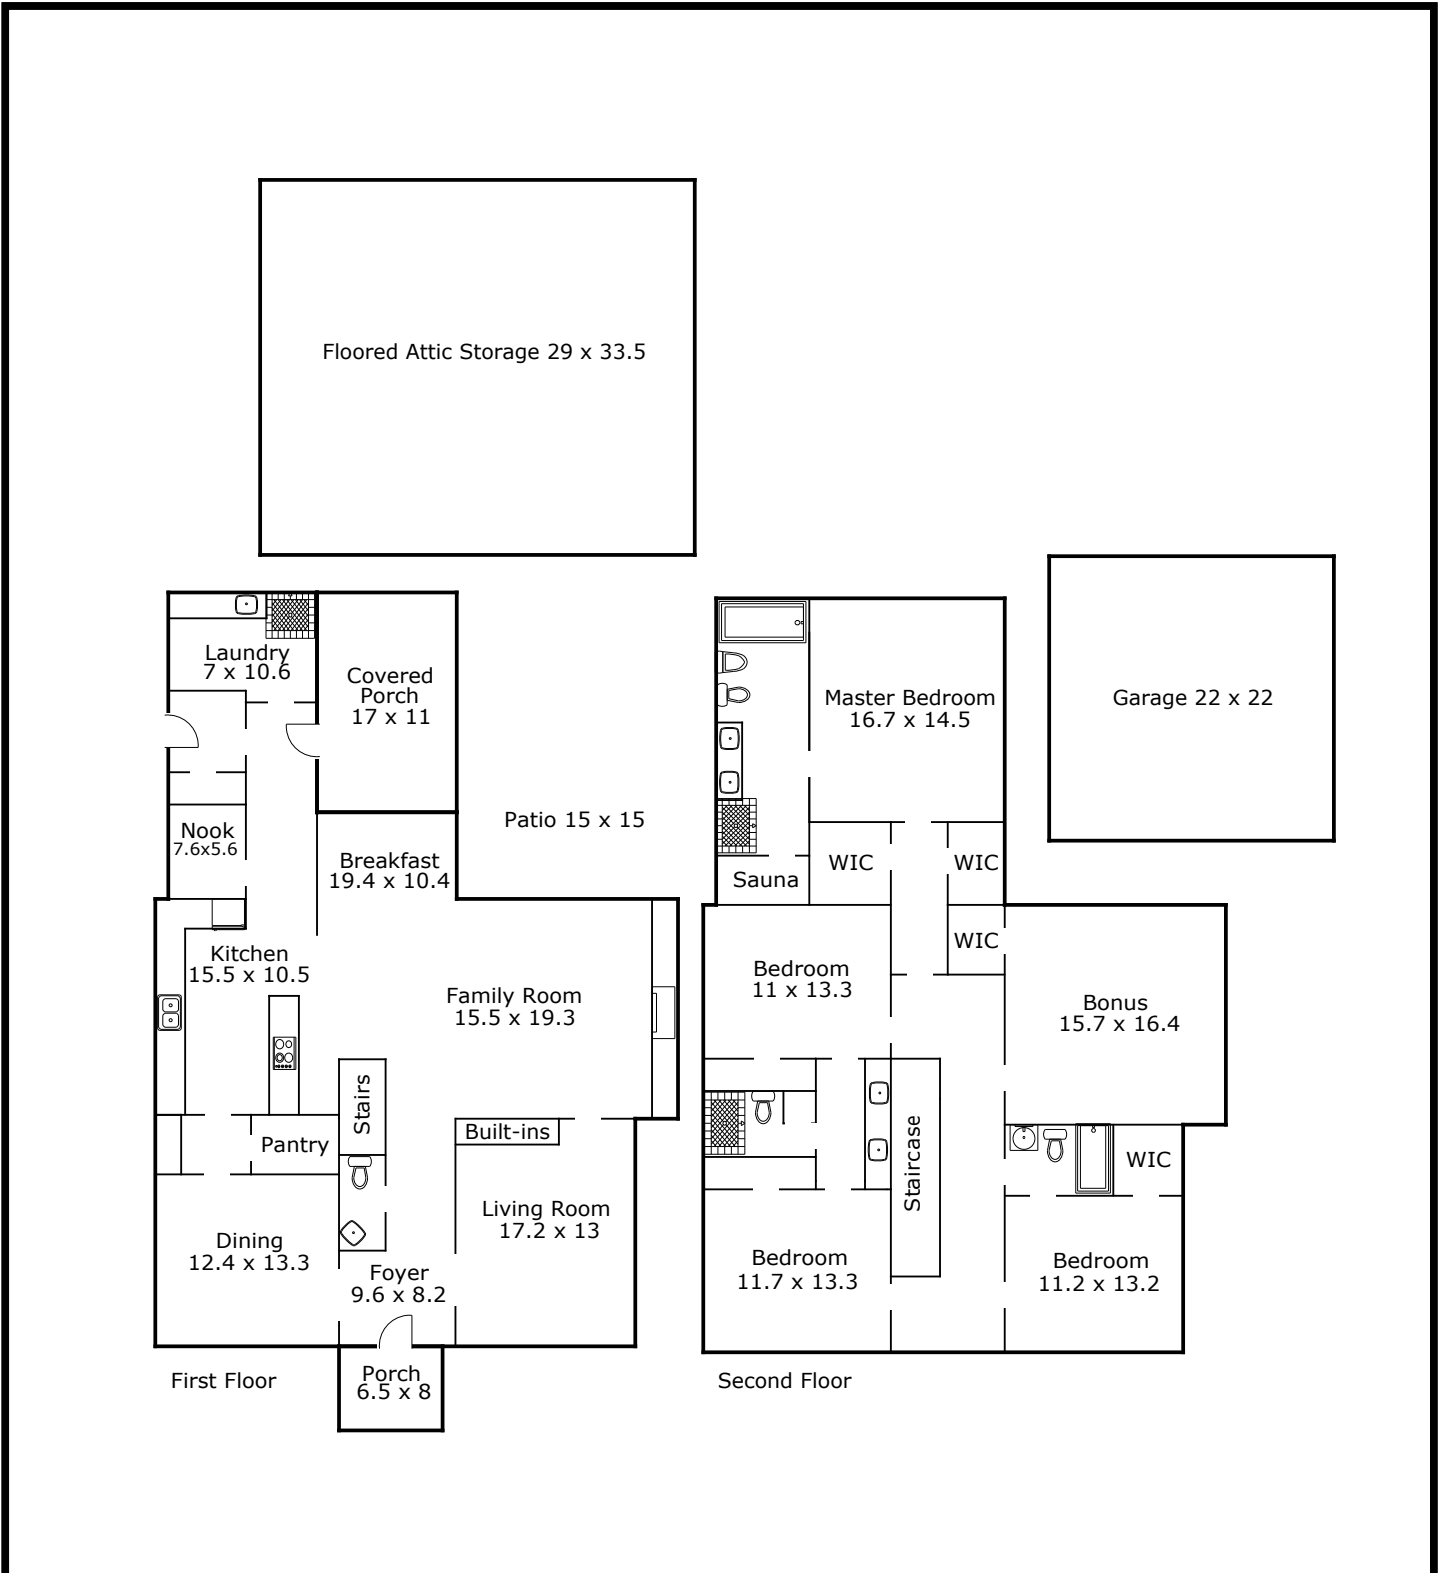 Floored Attic Storage 29 x 33.5
Laundry
7 x 10.6
Covered
Porch
17 x 11
Nook
7.6x5.6
Breakfast
19.4 x 10.4
Patio 15 x 15
Kitchen
15.5 x 10.5
Family Room
15.5 x 19.3
Stairs
Pantry
Built-ins
Living Room
17.2 x 13
Dining
12.4 x 13.3
Foyer
9.6 x 8.2
Porch
6.5 x 8
First Floor
Master Bedroom
16.7 x 14.5
Garage 22 x 22
Sauna
WIC
WIC
WIC
Bedroom
11 x 13.3
Bonus
15.7 x 16.4
Staircase
WIC
Bedroom
11.7 x 13.3
Bedroom
11.2 x 13.2
Second Floor